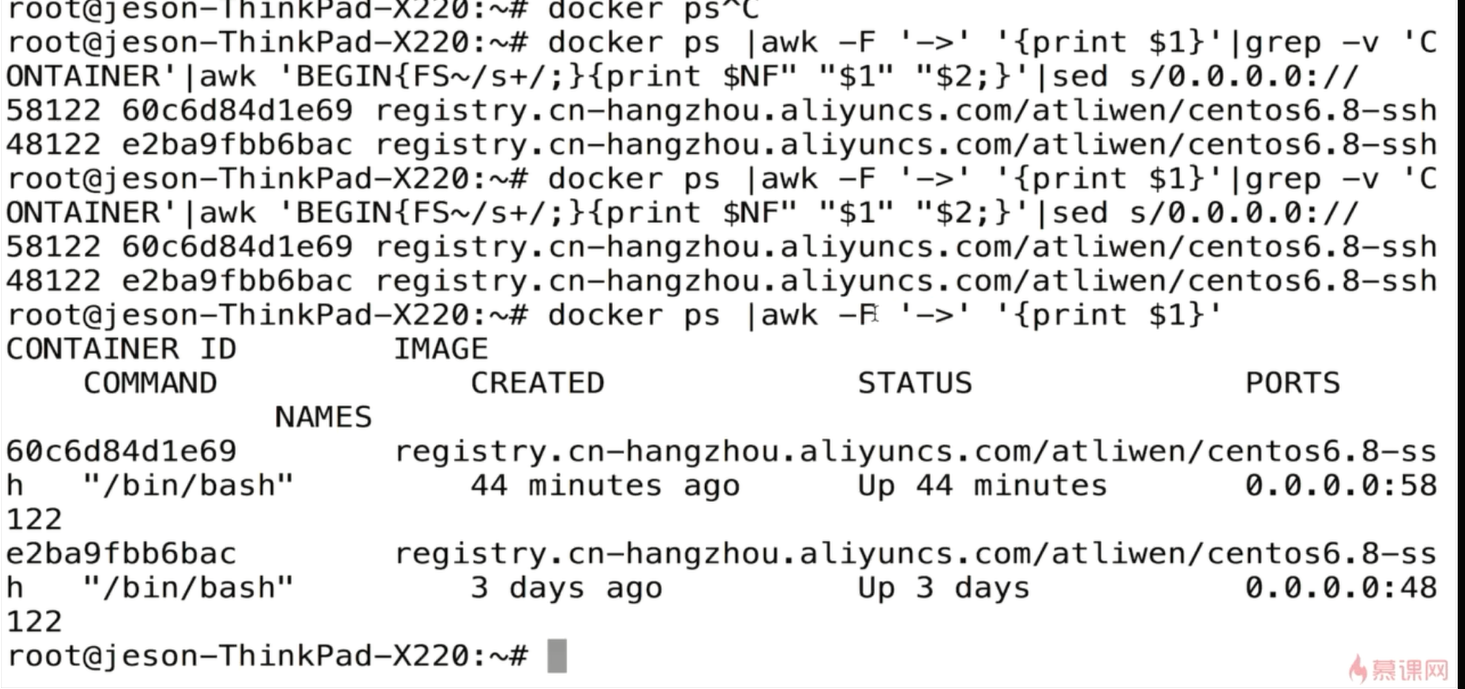 root@jeson-ThinkPad-X220:~# docker ps^C
root@jeson-ThinkPad-X220:~# docker ps |awk -F '->' '{print $1}'|grep -v 'C
ONTAINER'|awk 'BEGIN{FS~/s+/;}{print $NF" "$1" "$2;}'|sed s/0.0.0.0://
58122 60c6d84d1e69 registry.cn-hangzhou.aliyuncs.com/atliwen/centos6.8-ssh
48122 e2ba9fbb6bac registry.cn-hangzhou.aliyuncs.com/atliwen/centos6.8-ssh
root@jeson-ThinkPad-X220:~# docker ps |awk -F '->' '{print $1}'|grep -v 'C
ONTAINER'|awk 'BEGIN{FS~/s+/;}{print $NF" "$1" "$2;}'|sed s/0.0.0.0://
58122 60c6d84d1e69 registry.cn-hangzhou.aliyuncs.com/atliwen/centos6.8-ssh
48122 e2ba9fbb6bac registry.cn-hangzhou.aliyuncs.com/atliwen/centos6.8-ssh
root@jeson-ThinkPad-X220:~# docker ps |awk -F '->' '{print $1}'
CONTAINER ID        IMAGE
    COMMAND             CREATED             STATUS              PORTS
              NAMES
60c6d84d1e69        registry.cn-hangzhou.aliyuncs.com/atliwen/centos6.8-ss
h   "/bin/bash"         44 minutes ago      Up 44 minutes       0.0.0.0:58
122
e2ba9fbb6bac        registry.cn-hangzhou.aliyuncs.com/atliwen/centos6.8-ss
h   "/bin/bash"         3 days ago          Up 3 days           0.0.0.0:48
122
root@jeson-ThinkPad-X220:~#
慕课网